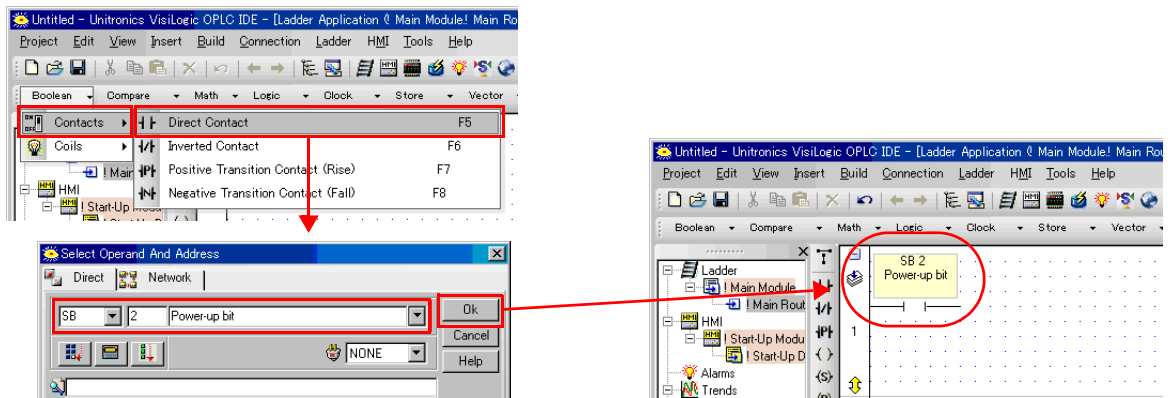 Untitled - Unitronics VisiLogic OPLC IDE - [Ladder Application (! Main Module! Main Ro
Project Edit View Insert Build Connection Ladder HMI Tools Help
Boolean Compare Math Logic Clock Store Vector
Contacts Direct Contact F5
Coils Inverted Contact F6
! Main Positive Transition Contact (Rise) F7
HMI Negative Transition Contact (Fall) F8
! Start-Up
Select Operand And Address
Direct Network
SB 2 Power-up bit Ok
Cancel
NONE Help
Untitled - Unitronics VisiLogic OPLC IDE - [Ladder Application (! Main Module! Main Rou
Project Edit View Insert Build Connection Ladder HMI Tools Help
Boolean Compare Math Logic Clock Store Vector
Ladder
! Main Module
! Main Rout
HMI
! Start-Up Modu
! Start-Up D
Alarms
Trends
SB 2
Power-up bit
1